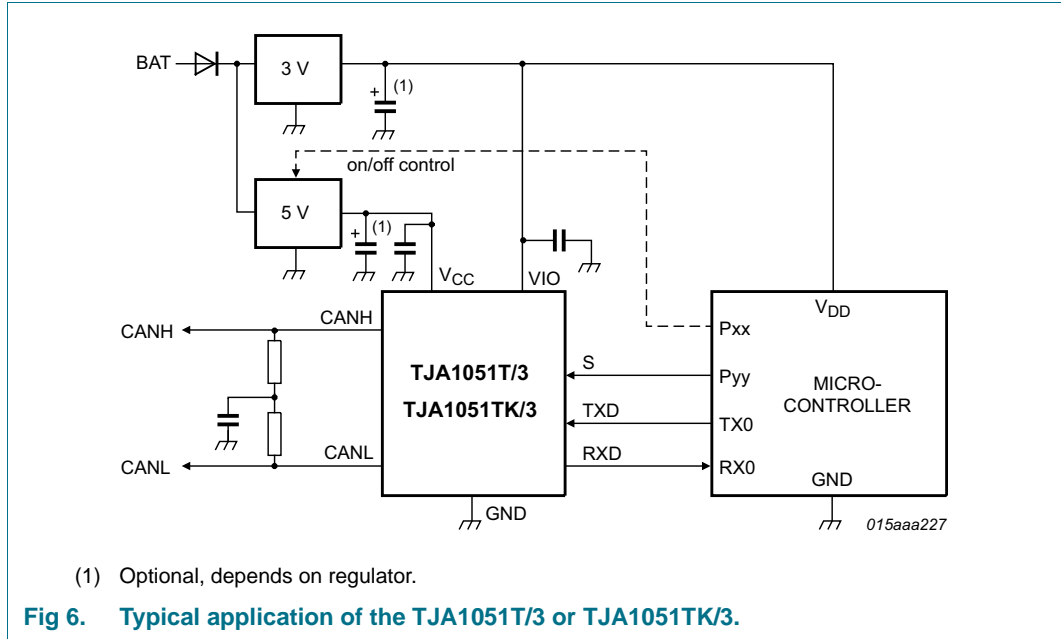 BAT
3 V
(1)
+
on/off control
5 V
(1)
+
VCC
VIO
VDD
CANH
CANH
Pxx
TJA1051T/3
TJA1051TK/3
S
Pyy
MICRO-
CONTROLLER
TXD
TX0
CANL
CANL
RXD
RX0
GND
GND
015aaa227
(1) Optional, depends on regulator.
Fig 6. Typical application of the TJA1051T/3 or TJA1051TK/3.